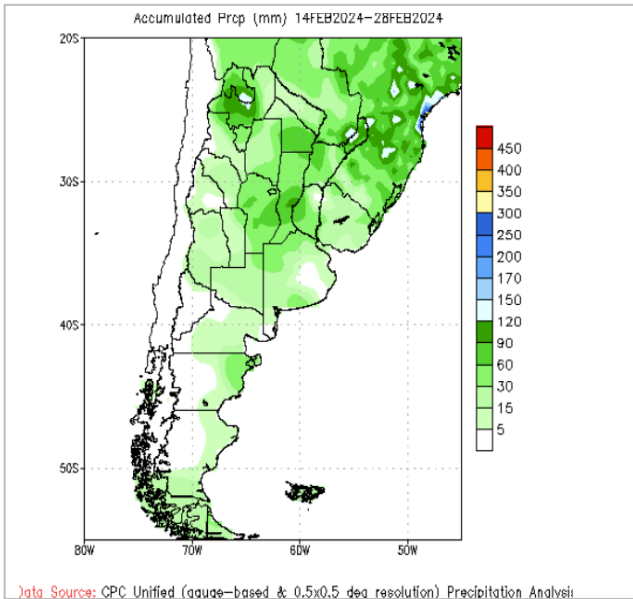 Accumulated Prcp (mm) 14FEB2024–28FEB2024
20S
30S
40S
50S
80W
70W
60W
50W
450
400
350
300
250
200
170
150
120
90
60
30
15
5
Data Source: CPC Unified (gauge-based & 0.5x0.5 deg resolution) Precipitation Analysis